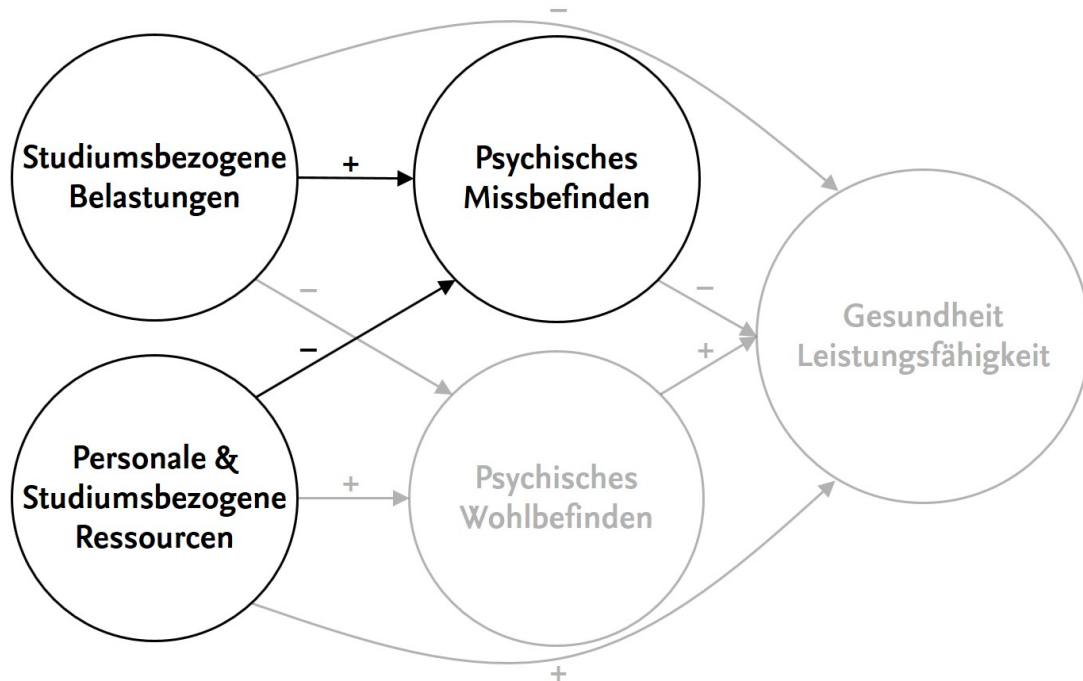 −
Studiumsbezogene
Belastungen
+
Psychisches
Missbefinden
−
−
−
+
Gesundheit
Leistungsfähigkeit
Personale &
Studiumsbezogene
Ressourcen
+
Psychisches
Wohlbefinden
+